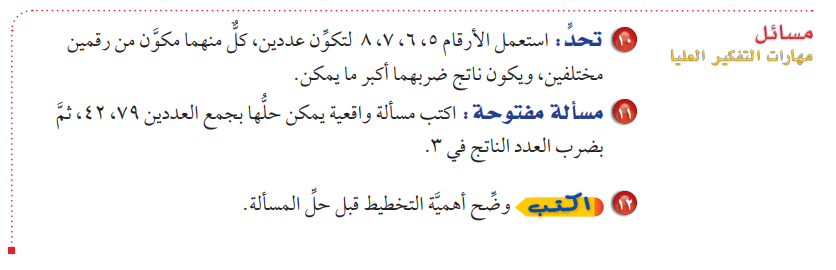 مسائل
مهارات التفكير العليا
١٠ تحدٍّ: استعمل الأرقام ٥، ٦، ٧، ٨ لتكوِّن عددين، كلٌّ منهما مكوَّن من رقمين
مختلفين، ويكون ناتج ضربهما أكبر ما يمكن.
١١ مسألة مفتوحة: اكتب مسألة واقعية يمكن حلُّها بجمع العددين ٧٩، ٤٢، ثمَّ
بضرب العدد الناتج في ٣.
١٢ اكتب وضِّح أهميَّة التخطيط قبل حلِّ المسألة.